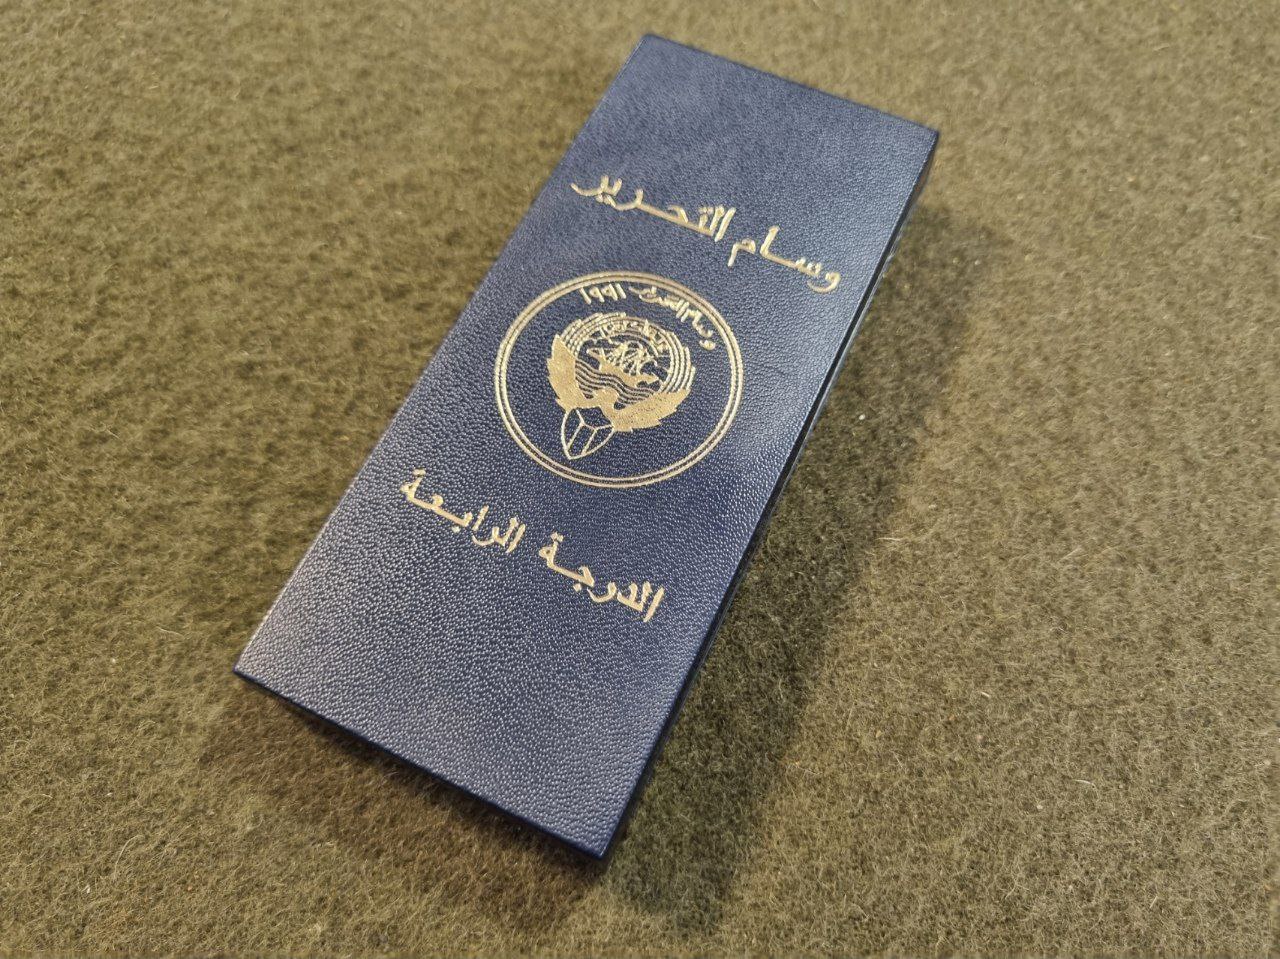 وسام التحرير
وسام التحرير ١٩٩١
الدرجة الرابعة